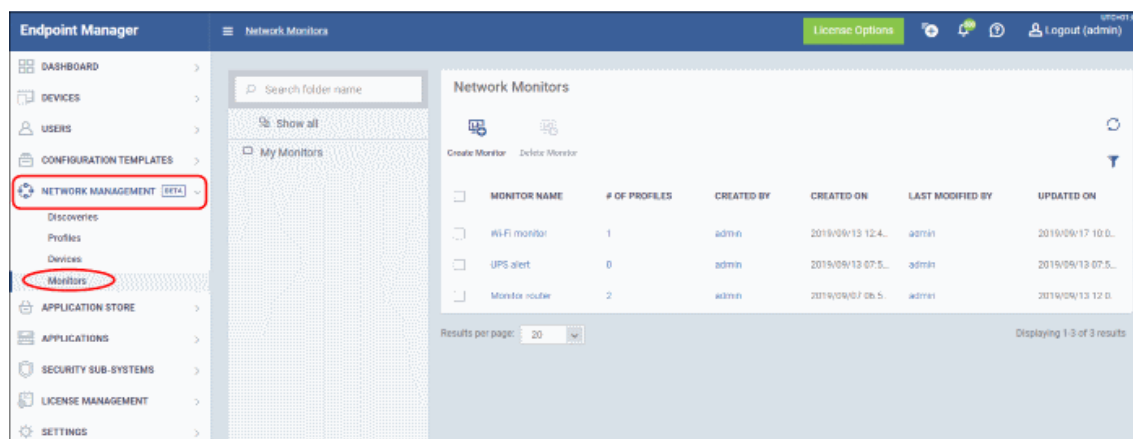 Endpoint Manager
Network Monitors
License Options
Logout (admin)
DASHBOARD
DEVICES
USERS
CONFIGURATION TEMPLATES
NETWORK MANAGEMENT BETA
Discoveries
Profiles
Devices
Monitors
APPLICATION STORE
APPLICATIONS
SECURITY SUB-SYSTEMS
LICENSE MANAGEMENT
SETTINGS
Search folder name
Show all
My Monitors
Network Monitors
Create Monitor Delete Monitor
MONITOR NAME # OF PROFILES CREATED BY CREATED ON LAST MODIFIED BY UPDATED ON
Wi-Fi monitor 1 admin 2019/09/13 12:4... admin 2019/09/17 10:0...
UPS alert 0 admin 2019/09/13 07:5... admin 2019/09/13 07:5...
Monitor router 2 admin 2019/09/07 06:5... admin 2019/09/13 12:0...
Results per page: 20
Displaying 1-3 of 3 results